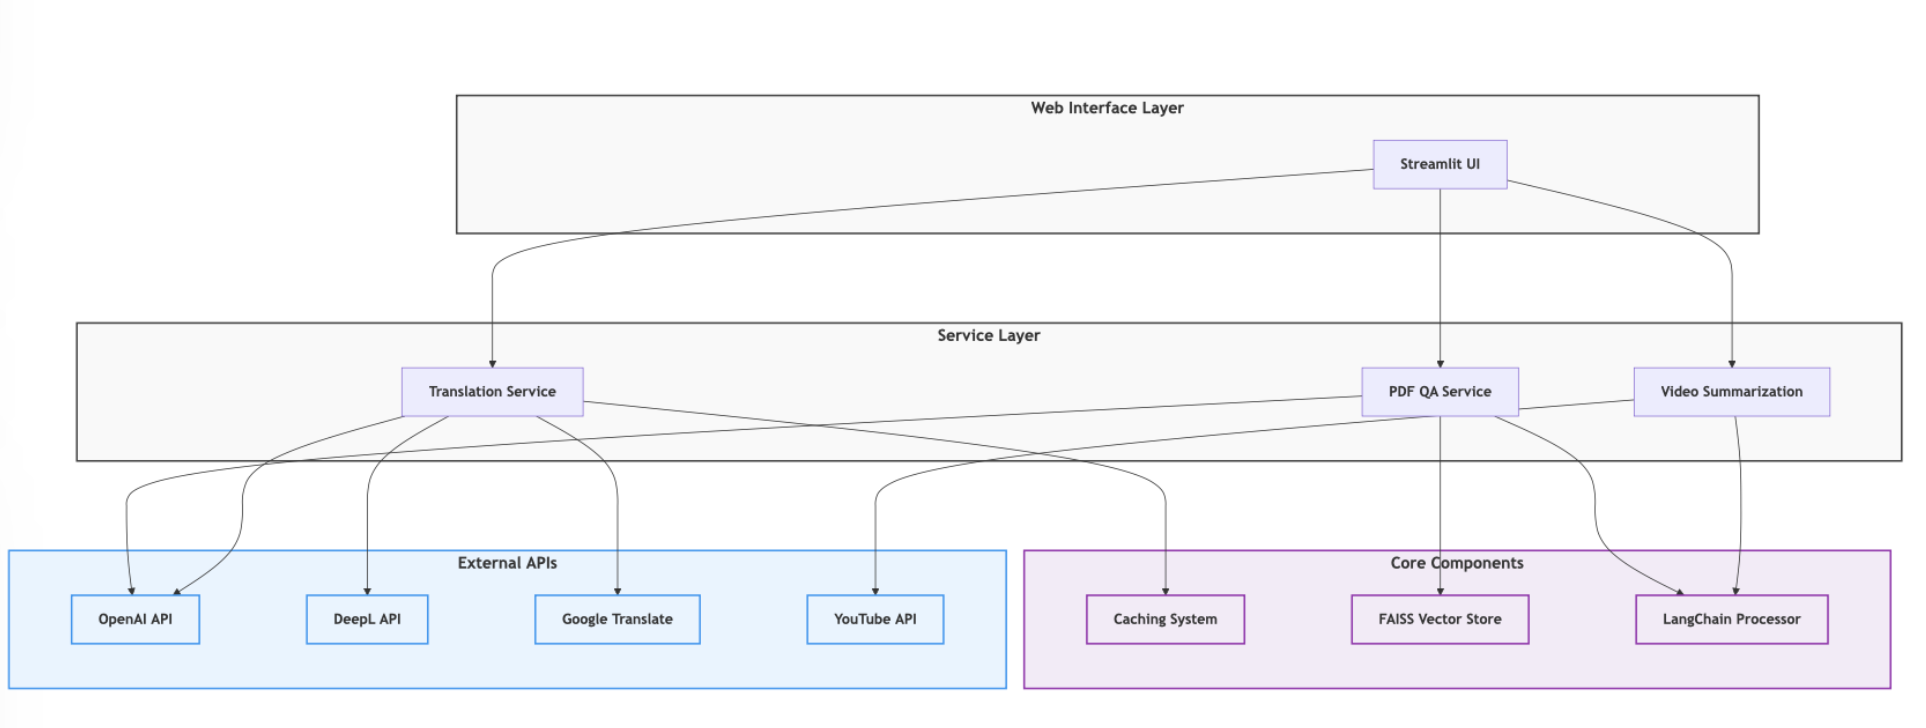 Web Interface Layer
Streamlit UI
Service Layer
Translation Service
PDF QA Service
Video Summarization
External APIs
Core Components
OpenAI API
DeepL API
Google Translate
YouTube API
Caching System
FAISS Vector Store
LangChain Processor